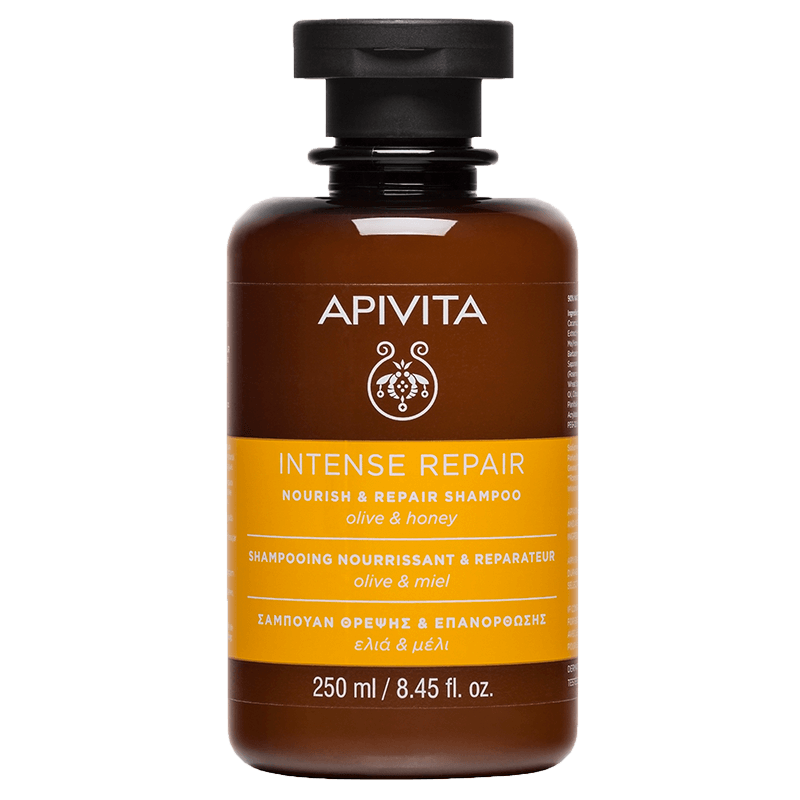 APIVITA
INTENSE REPAIR
NOURISH & REPAIR SHAMPOO
olive & honey
SHAMPOOING NOURRISSANT & REPARATEUR
olive & miel
ΣΑΜΠΟΥΑΝ ΘΡΕΨΗΣ & ΕΠΑΝΟΡΘΩΣΗΣ
ελιά & μέλι
250 ml / 8.45 fl. oz.